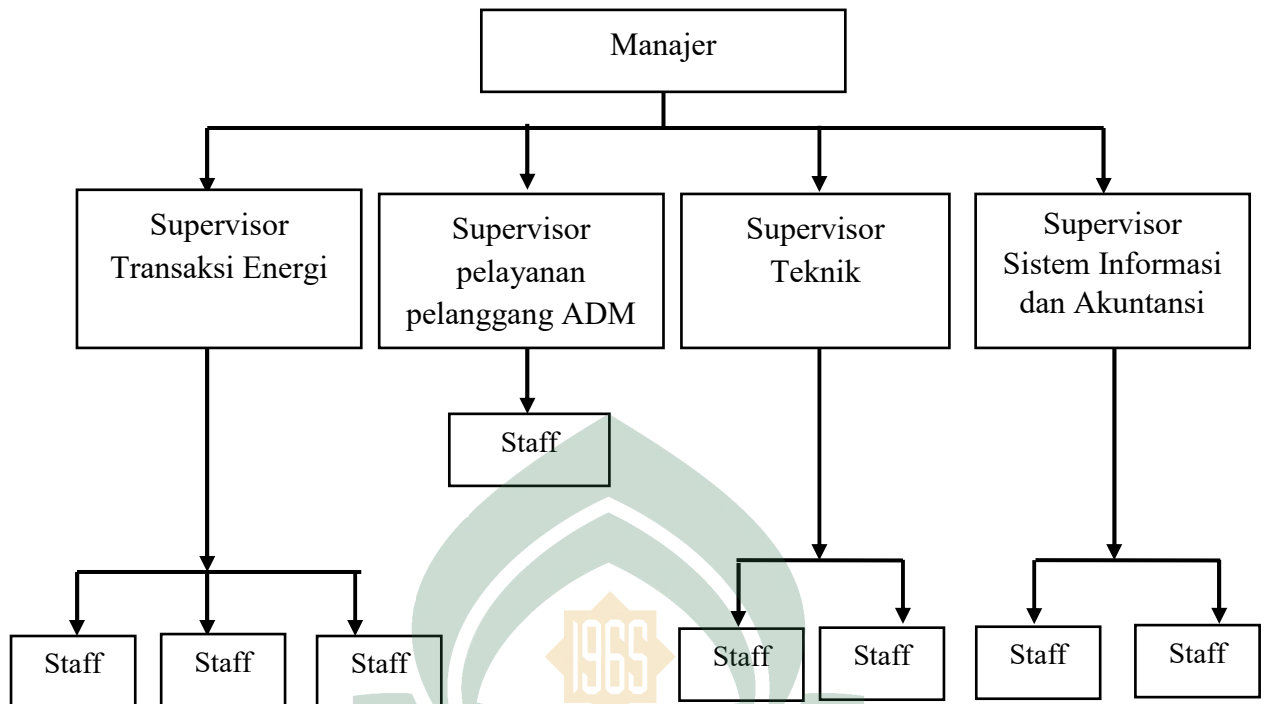 Manajer
Supervisor
Transaksi Energi
Supervisor
pelayanan
pelanggang ADM
Supervisor
Teknik
Supervisor
Sistem Informasi
dan Akuntansi
Staff
Staff
Staff
Staff
Staff
Staff
Staff
Staff
1965